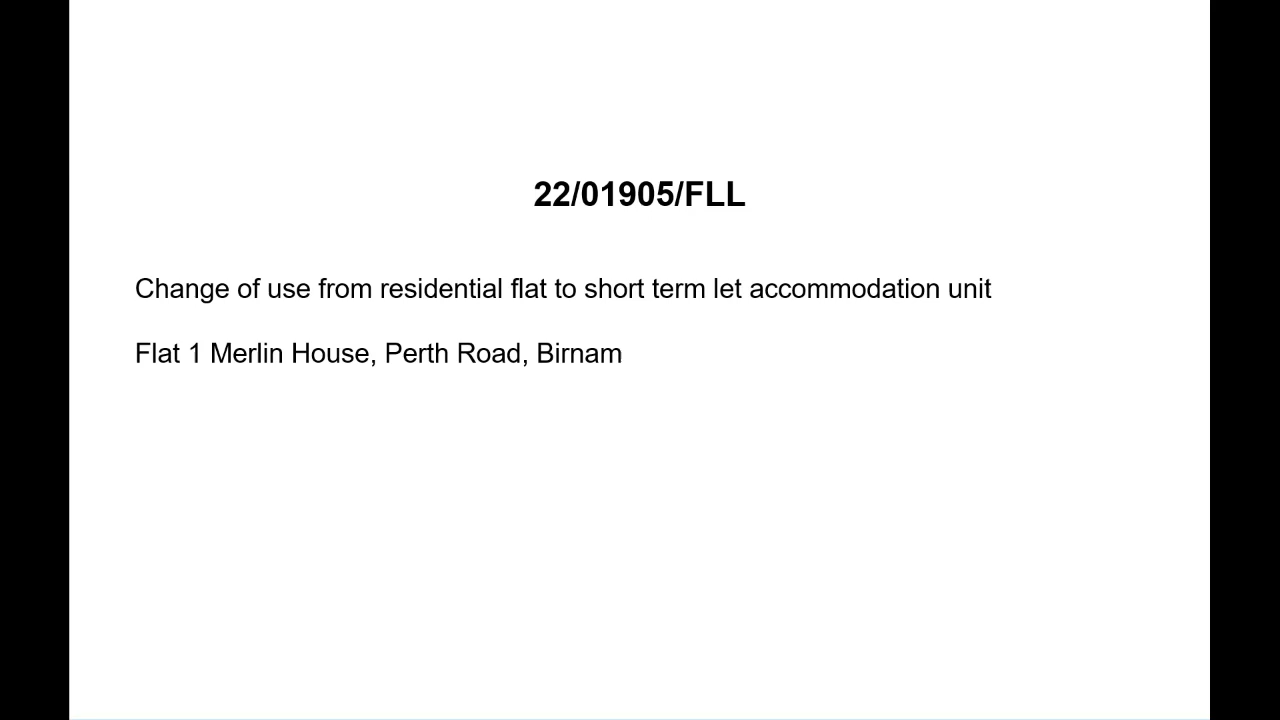 22/01905/FLL
Change of use from residential flat to short term let accommodation unit
Flat 1 Merlin House, Perth Road, Birnam